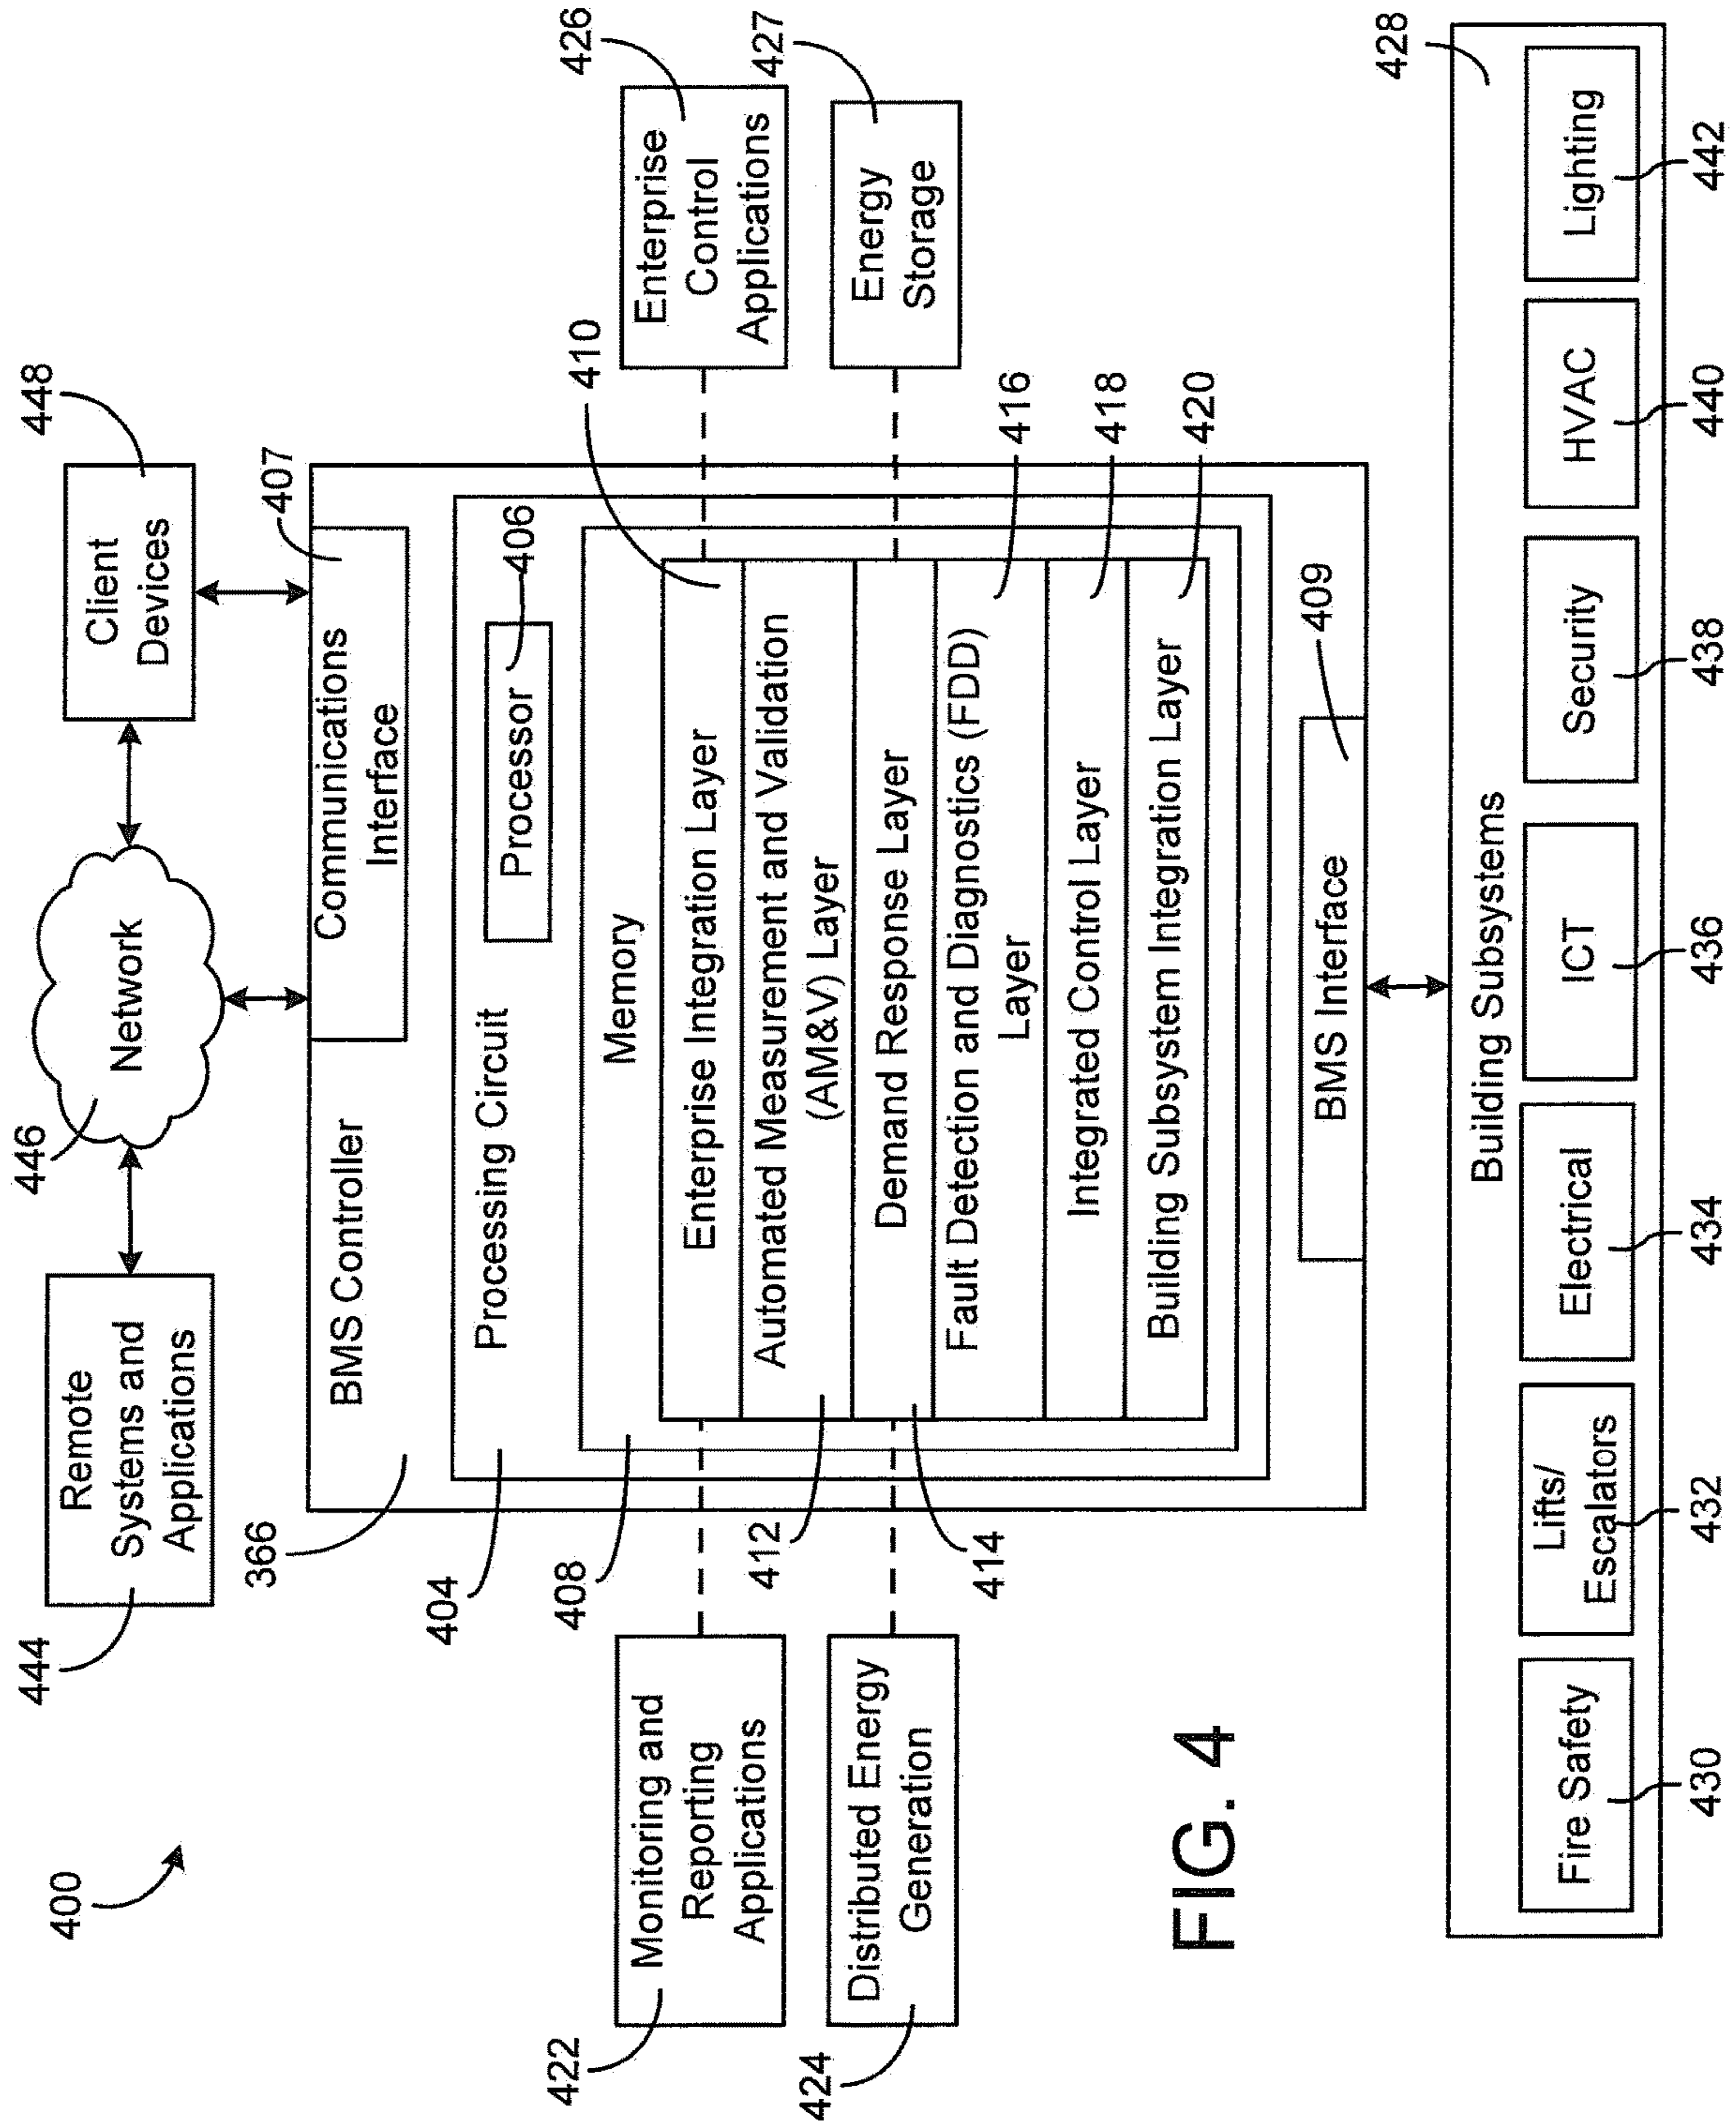 400
444
Remote
Systems and
Applications
446
Network
448
Client
Devices
366
BMS Controller
407
Communications
Interface
404
Processing Circuit
Processor
406
408
Memory
410
Enterprise Integration Layer
Automated Measurement and Validation
(AM&V) Layer
412
Demand Response Layer
414
Fault Detection and Diagnostics (FDD)
Layer
416
Integrated Control Layer
418
Building Subsystem Integration Layer
420
BMS Interface
409
422
Monitoring and
Reporting
Applications
424
Distributed Energy
Generation
426
Enterprise
Control
Applications
427
Energy
Storage
428
Building Subsystems
Fire Safety
Lifts/
Escalators
Electrical
ICT
Security
HVAC
Lighting
430
432
434
436
438
440
442
FIG. 4